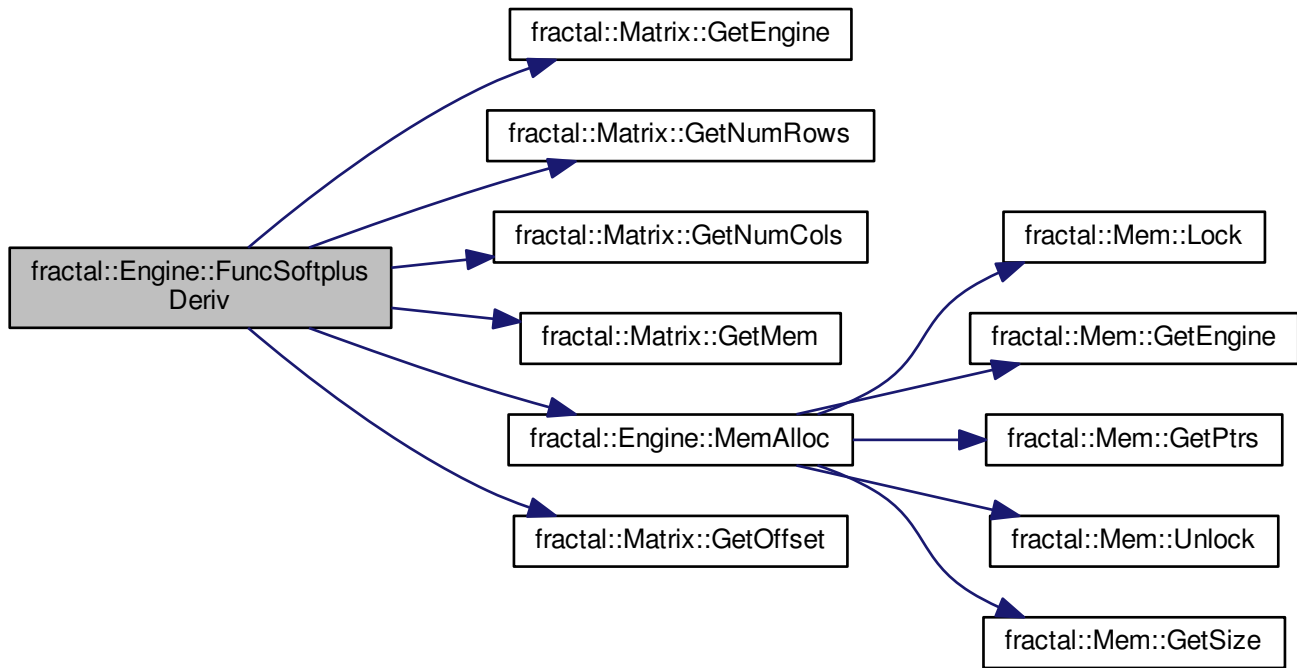 fractal::Matrix::GetEngine
fractal::Matrix::GetNumRows
fractal::Matrix::GetNumCols
fractal::Mem::Lock
fractal::Engine::FuncSoftplus
Deriv
fractal::Matrix::GetMem
fractal::Mem::GetEngine
fractal::Engine::MemAlloc
fractal::Mem::GetPtrs
fractal::Matrix::GetOffset
fractal::Mem::Unlock
fractal::Mem::GetSize